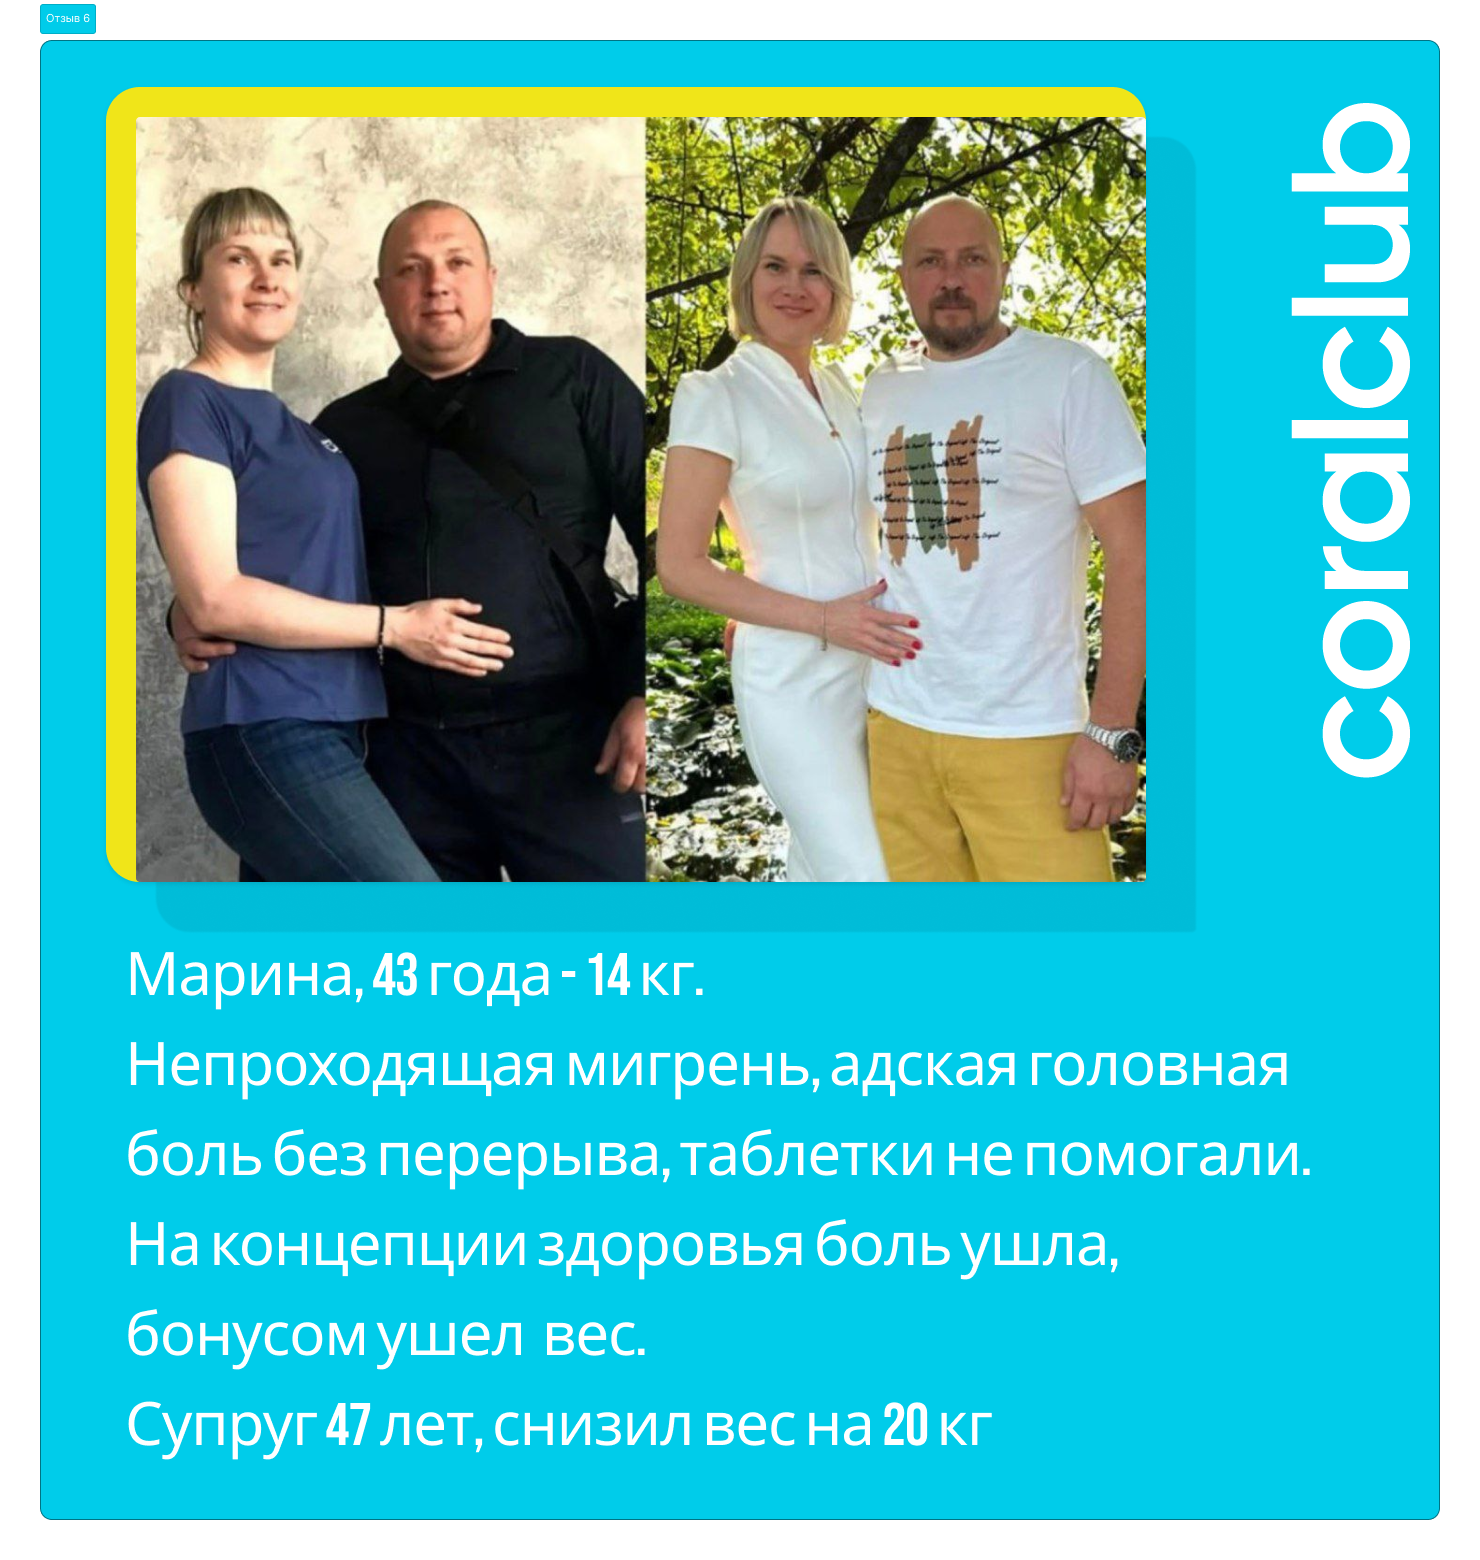 Отзыв 6
coralclub
Марина, 43 года - 14 кг.
Непроходящая мигрень, адская головная
боль без перерыва, таблетки не помогали.
На концепции здоровья боль ушла,
бонусом ушел вес.
Супруг 47 лет, снизил вес на 20 кг